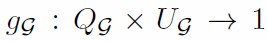 g_𝒢 : Q_𝒢 × U_𝒢 → 1